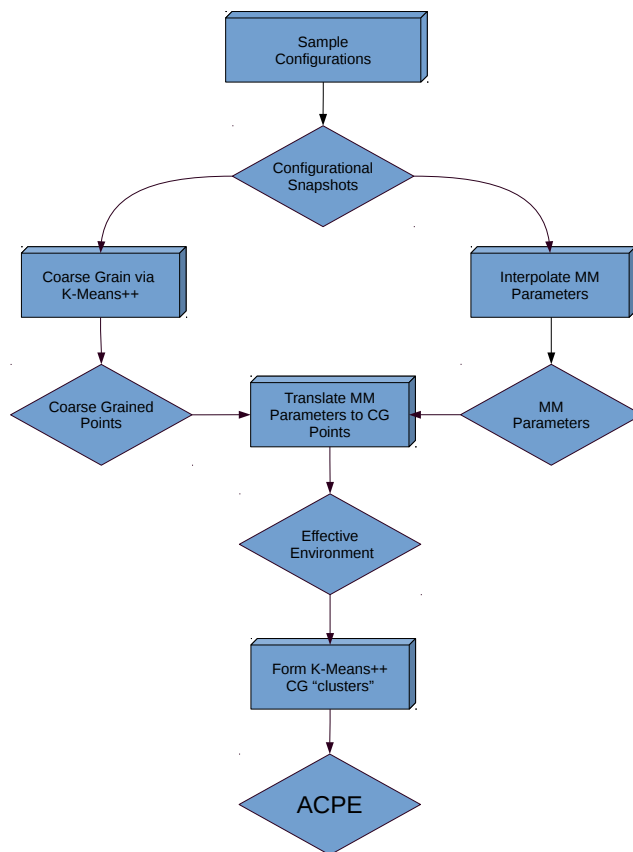 Sample
Configurations
Configurational
Snapshots
Coarse Grain via
K-Means++
Interpolate MM
Parameters
Coarse Grained
Points
Translate MM
Parameters to CG
Points
MM
Parameters
Effective
Environment
Form K-Means++
CG “clusters”
ACPE